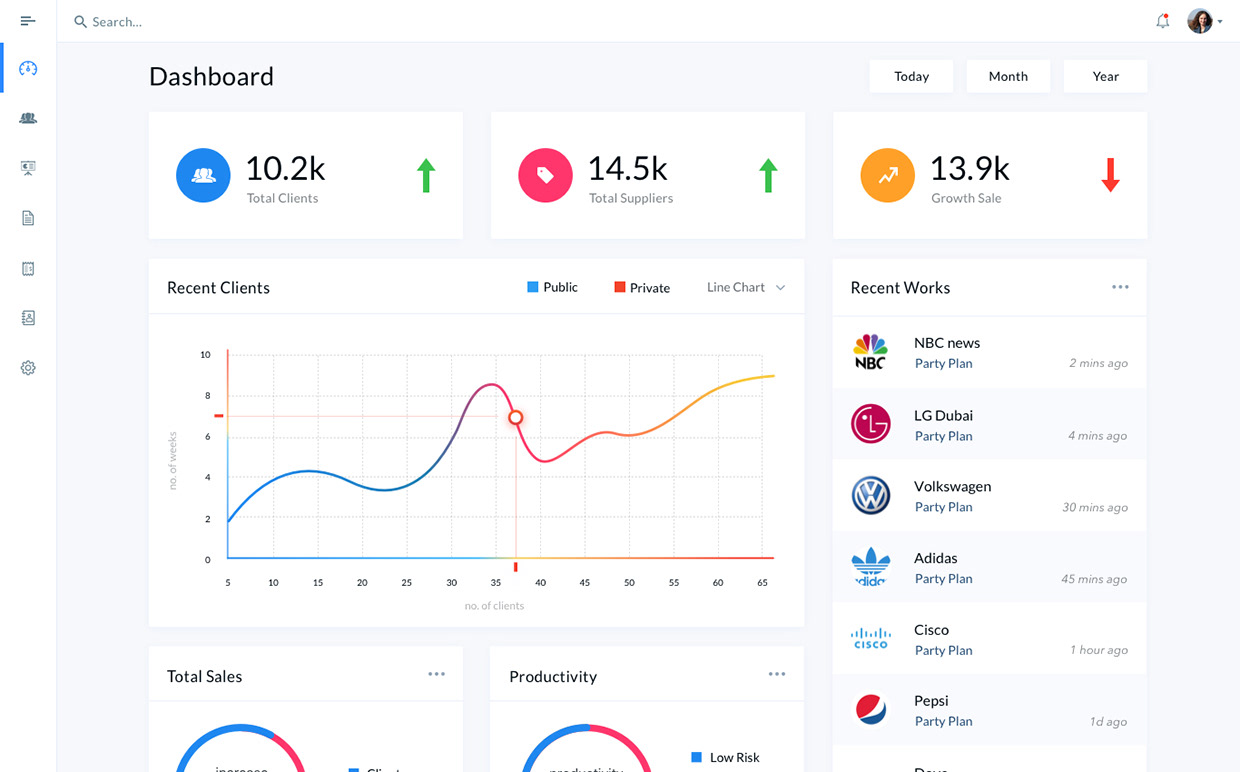 Search...
Dashboard
Today
Month
Year
10.2k
Total Clients
14.5k
Total Suppliers
13.9k
Growth Sale
Recent Clients
Public
Private
Line Chart
no. of weeks
10
8
6
4
2
0
5 10 15 20 25 30 35 40 45 50 55 60 65
no. of clients
Recent Works
NBC
NBC news
Party Plan
2 mins ago
LG Dubai
Party Plan
4 mins ago
Volkswagen
Party Plan
30 mins ago
adidas
Adidas
Party Plan
45 mins ago
CISCO
Cisco
Party Plan
1 hour ago
Pepsi
Party Plan
1d ago
Total Sales
increase
Productivity
productivity
Low Risk